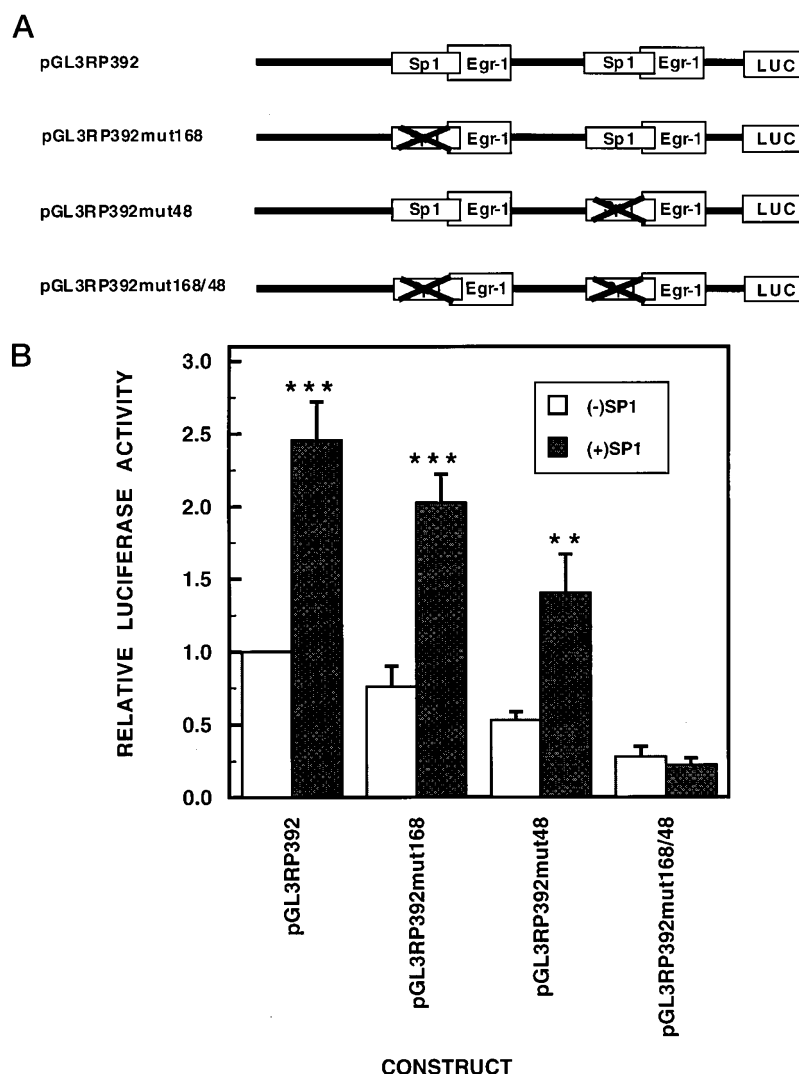 A
pGL3RP392
Sp1 Egr-1 Sp1 Egr-1 LUC
pGL3RP392mut168
Egr-1 Sp1 Egr-1 LUC
pGL3RP392mut48
Sp1 Egr-1 Egr-1 LUC
pGL3RP392mut168/48
Egr-1 Egr-1 LUC
B
RELATIVE LUCIFERASE ACTIVITY
3.0
2.5
2.0
1.5
1.0
0.5
0.0
***
***
**
(-)SP1
(+)SP1
pGL3RP392
pGL3RP392mut168
pGL3RP392mut48
pGL3RP392mut168/48
CONSTRUCT